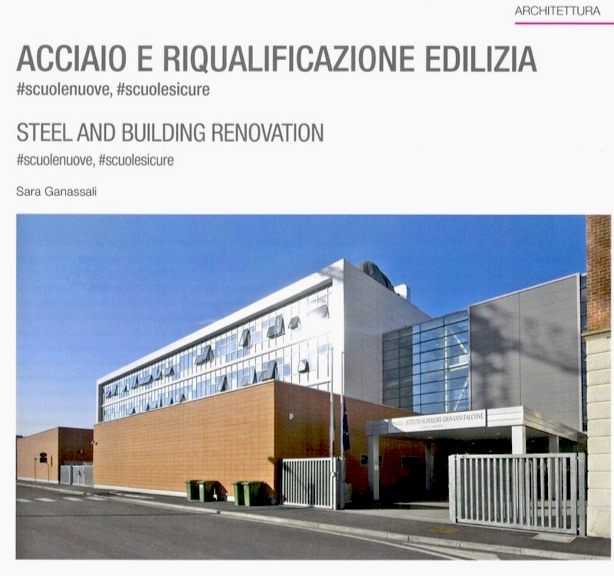 ARCHITETTURA
ACCIAIO E RIQUALIFICAZIONE EDILIZIA
#scuolenuove, #scuolesicure
STEEL AND BUILDING RENOVATION
#scuolenuove, #scuolesicure
Sara Ganassali
ISTITUTO SUPERIORE GIOVANNI FALCONE